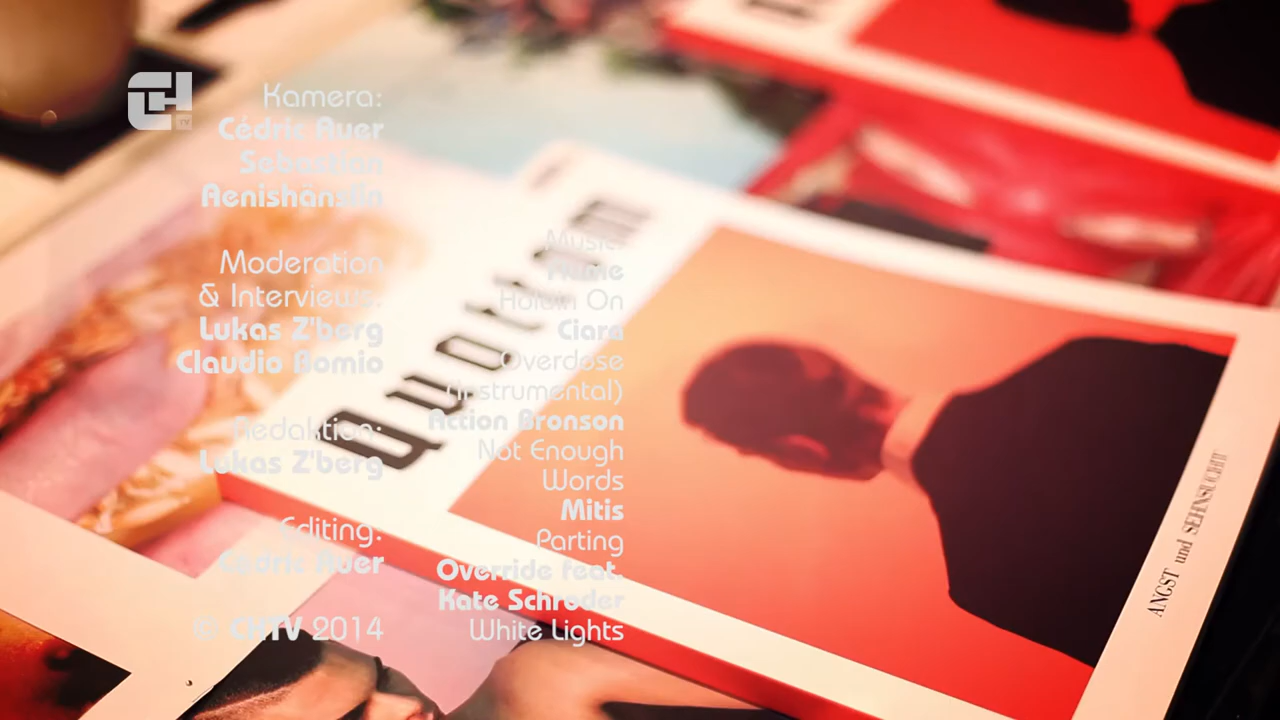 Kamera:
Cédric Auer
Sebastian
Aenishänslin
Moderation
& Interviews:
Lukas Z'berg
Claudio Bomio
Redaktion:
Lukas Z'berg
Editing:
Cédric Auer
© CHTV 2014
Music:
Holdin On
Ciara
Overdose
(Instrumental)
Action Bronson
Not Enough
Words
Mitis
Parting
Override feat.
Kate Schroder
White Lights
Quottom
ANGST und SEHNSUCHT